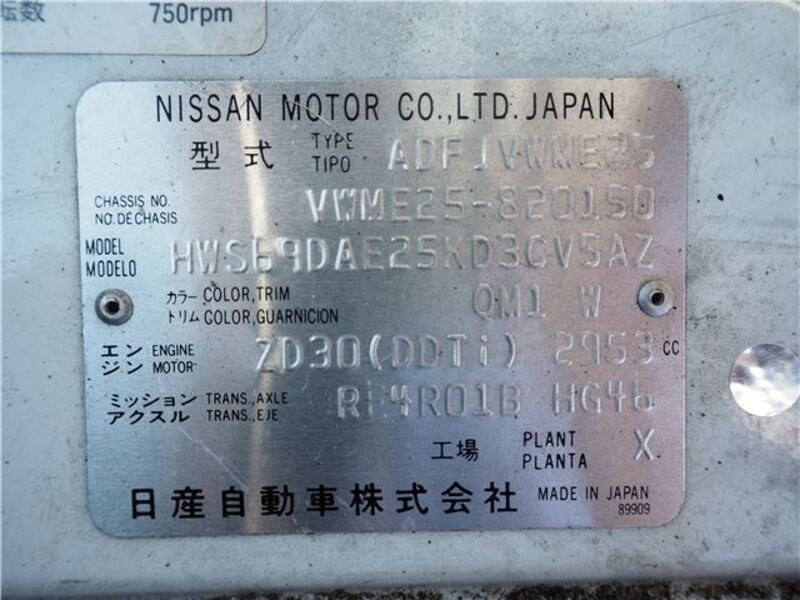 転数 750rpm
NISSAN MOTOR CO.,LTD. JAPAN
型式 TYPE TIPO ADFJVWME25
CHASSIS NO. NO. DE CHASIS VWME25-820150
MODEL MODELO HWS69DAE25KD3CV5AZ
カラー COLOR,TRIM QM1 W
トリム COLOR,GUARNICION
エン ENGINE ZD30(DDTi) 2953 CC
ジン MOTOR
ミッション TRANS.,AXLE RE4R01B HG46
アクスル TRANS.,EJE
工場 PLANT PLANTA X
日産自動車株式会社 MADE IN JAPAN
89909